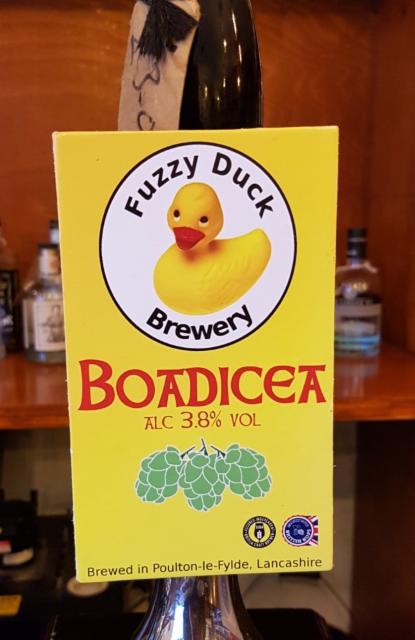 Fuzzy Duck
Brewery
BOADICEA
ALC 3.8% VOL
Brewed in Poulton-le-Fylde, Lancashire